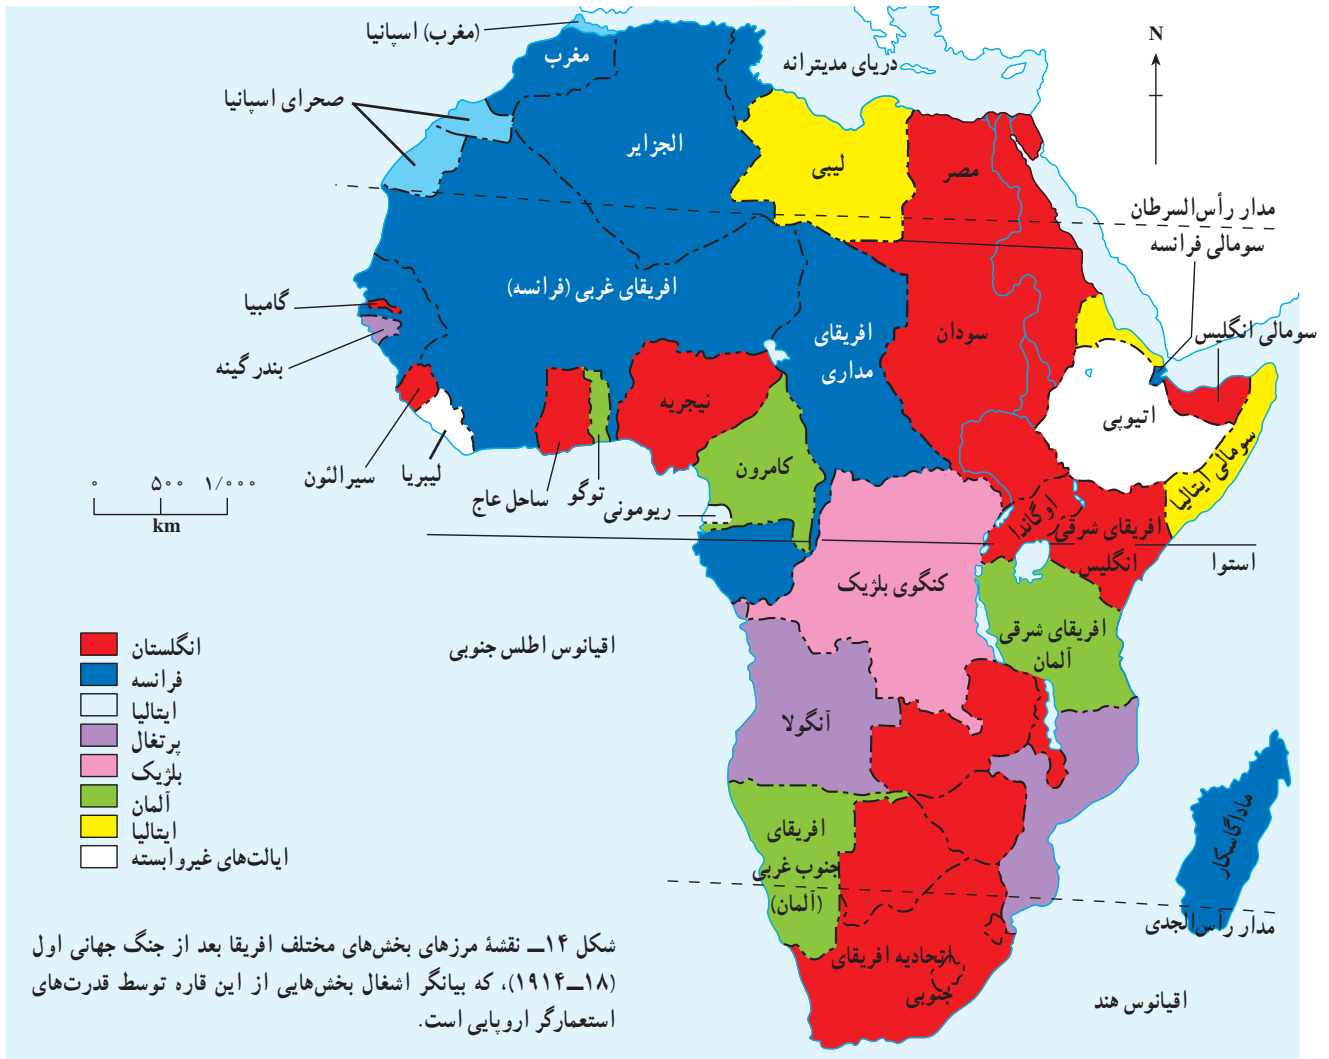 (مغرب) اسپانیا
مغرب
دریای مدیترانه
N
صحرای اسپانیا
الجزایر
لیبی
مصر
مدار رأس‌السرطان
سومالی فرانسه
افریقای غربی (فرانسه)
گامبیا
افریقای
مداری
سودان
سومالی انگلیس
بندر گینه
نیجریه
اتیوپی
سومالی ایتالیا
سیرالئون
لیبریا
ساحل عاج
توگو
کامرون
ریومونی
۰ ۵۰۰ ۱/۰۰۰
km
اوگاندا
افریقای شرقی
انگلیس
استوا
کنگوی بلژیک
افریقای شرقی
آلمان
اقیانوس اطلس جنوبی
انگلستان
فرانسه
ایتالیا
پرتغال
بلژیک
آلمان
ایتالیا
ایالت‌های غیروابسته
آنگولا
افریقای
جنوب غربی
(آلمان)
ماداگاسکار
مدار رأس‌الجدی
اتحادیه افریقای
جنوبی
اقیانوس هند
شکل ۱۴ــ نقشهٔ مرزهای بخش‌های مختلف افریقا بعد از جنگ جهانی اول
(۱۸ــ۱۹۱۴)، که بیانگر اشغال بخش‌هایی از این قاره توسط قدرت‌های
استعمارگر اروپایی است.